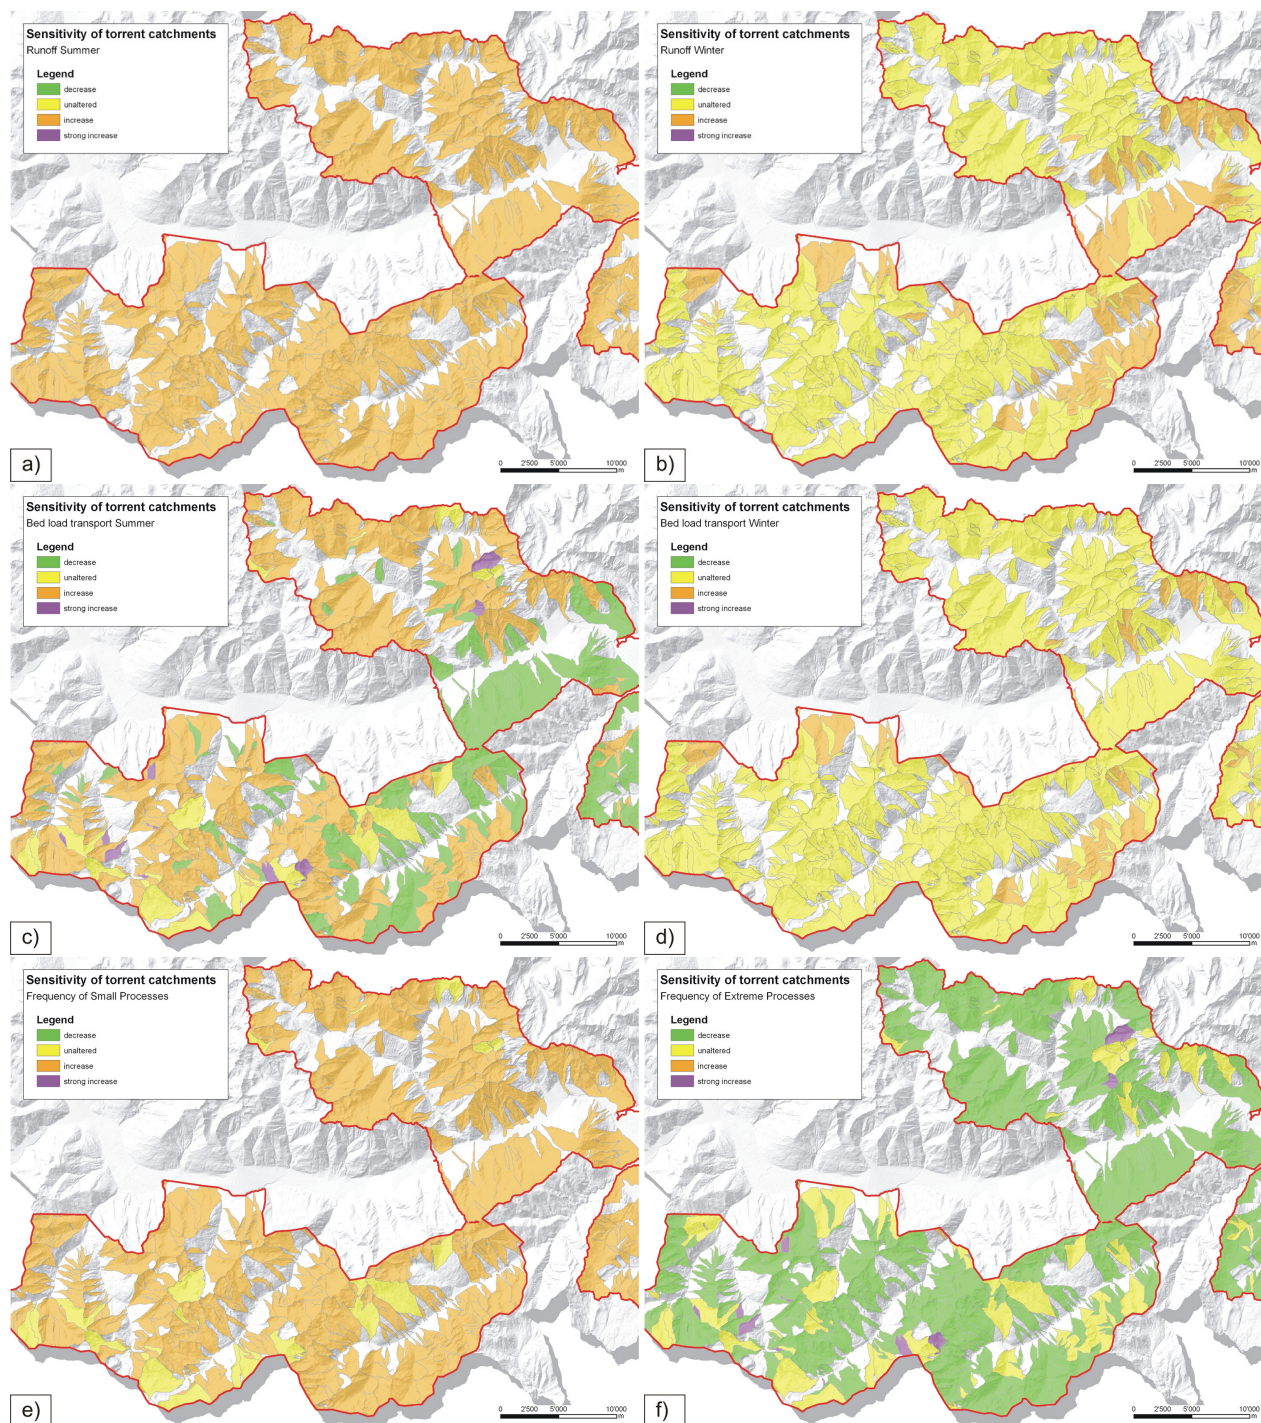 Sensitivity of torrent catchments
Runoff Summer
Legend
decrease
unaltered
increase
strong increase
0 2'500 5'000 10'000
m
a)
Sensitivity of torrent catchments
Runoff Winter
Legend
decrease
unaltered
increase
strong increase
0 2'500 5'000 10'000
m
b)
Sensitivity of torrent catchments
Bed load transport Summer
Legend
decrease
unaltered
increase
strong increase
0 2'500 5'000 10'000
m
c)
Sensitivity of torrent catchments
Bed load transport Winter
Legend
decrease
unaltered
increase
strong increase
0 2'500 5'000 10'000
m
d)
Sensitivity of torrent catchments
Frequency of Small Processes
Legend
decrease
unaltered
increase
strong increase
0 2'500 5'000 10'000
m
e)
Sensitivity of torrent catchments
Frequency of Extreme Processes
Legend
decrease
unaltered
increase
strong increase
0 2'500 5'000 10'000
m
f)